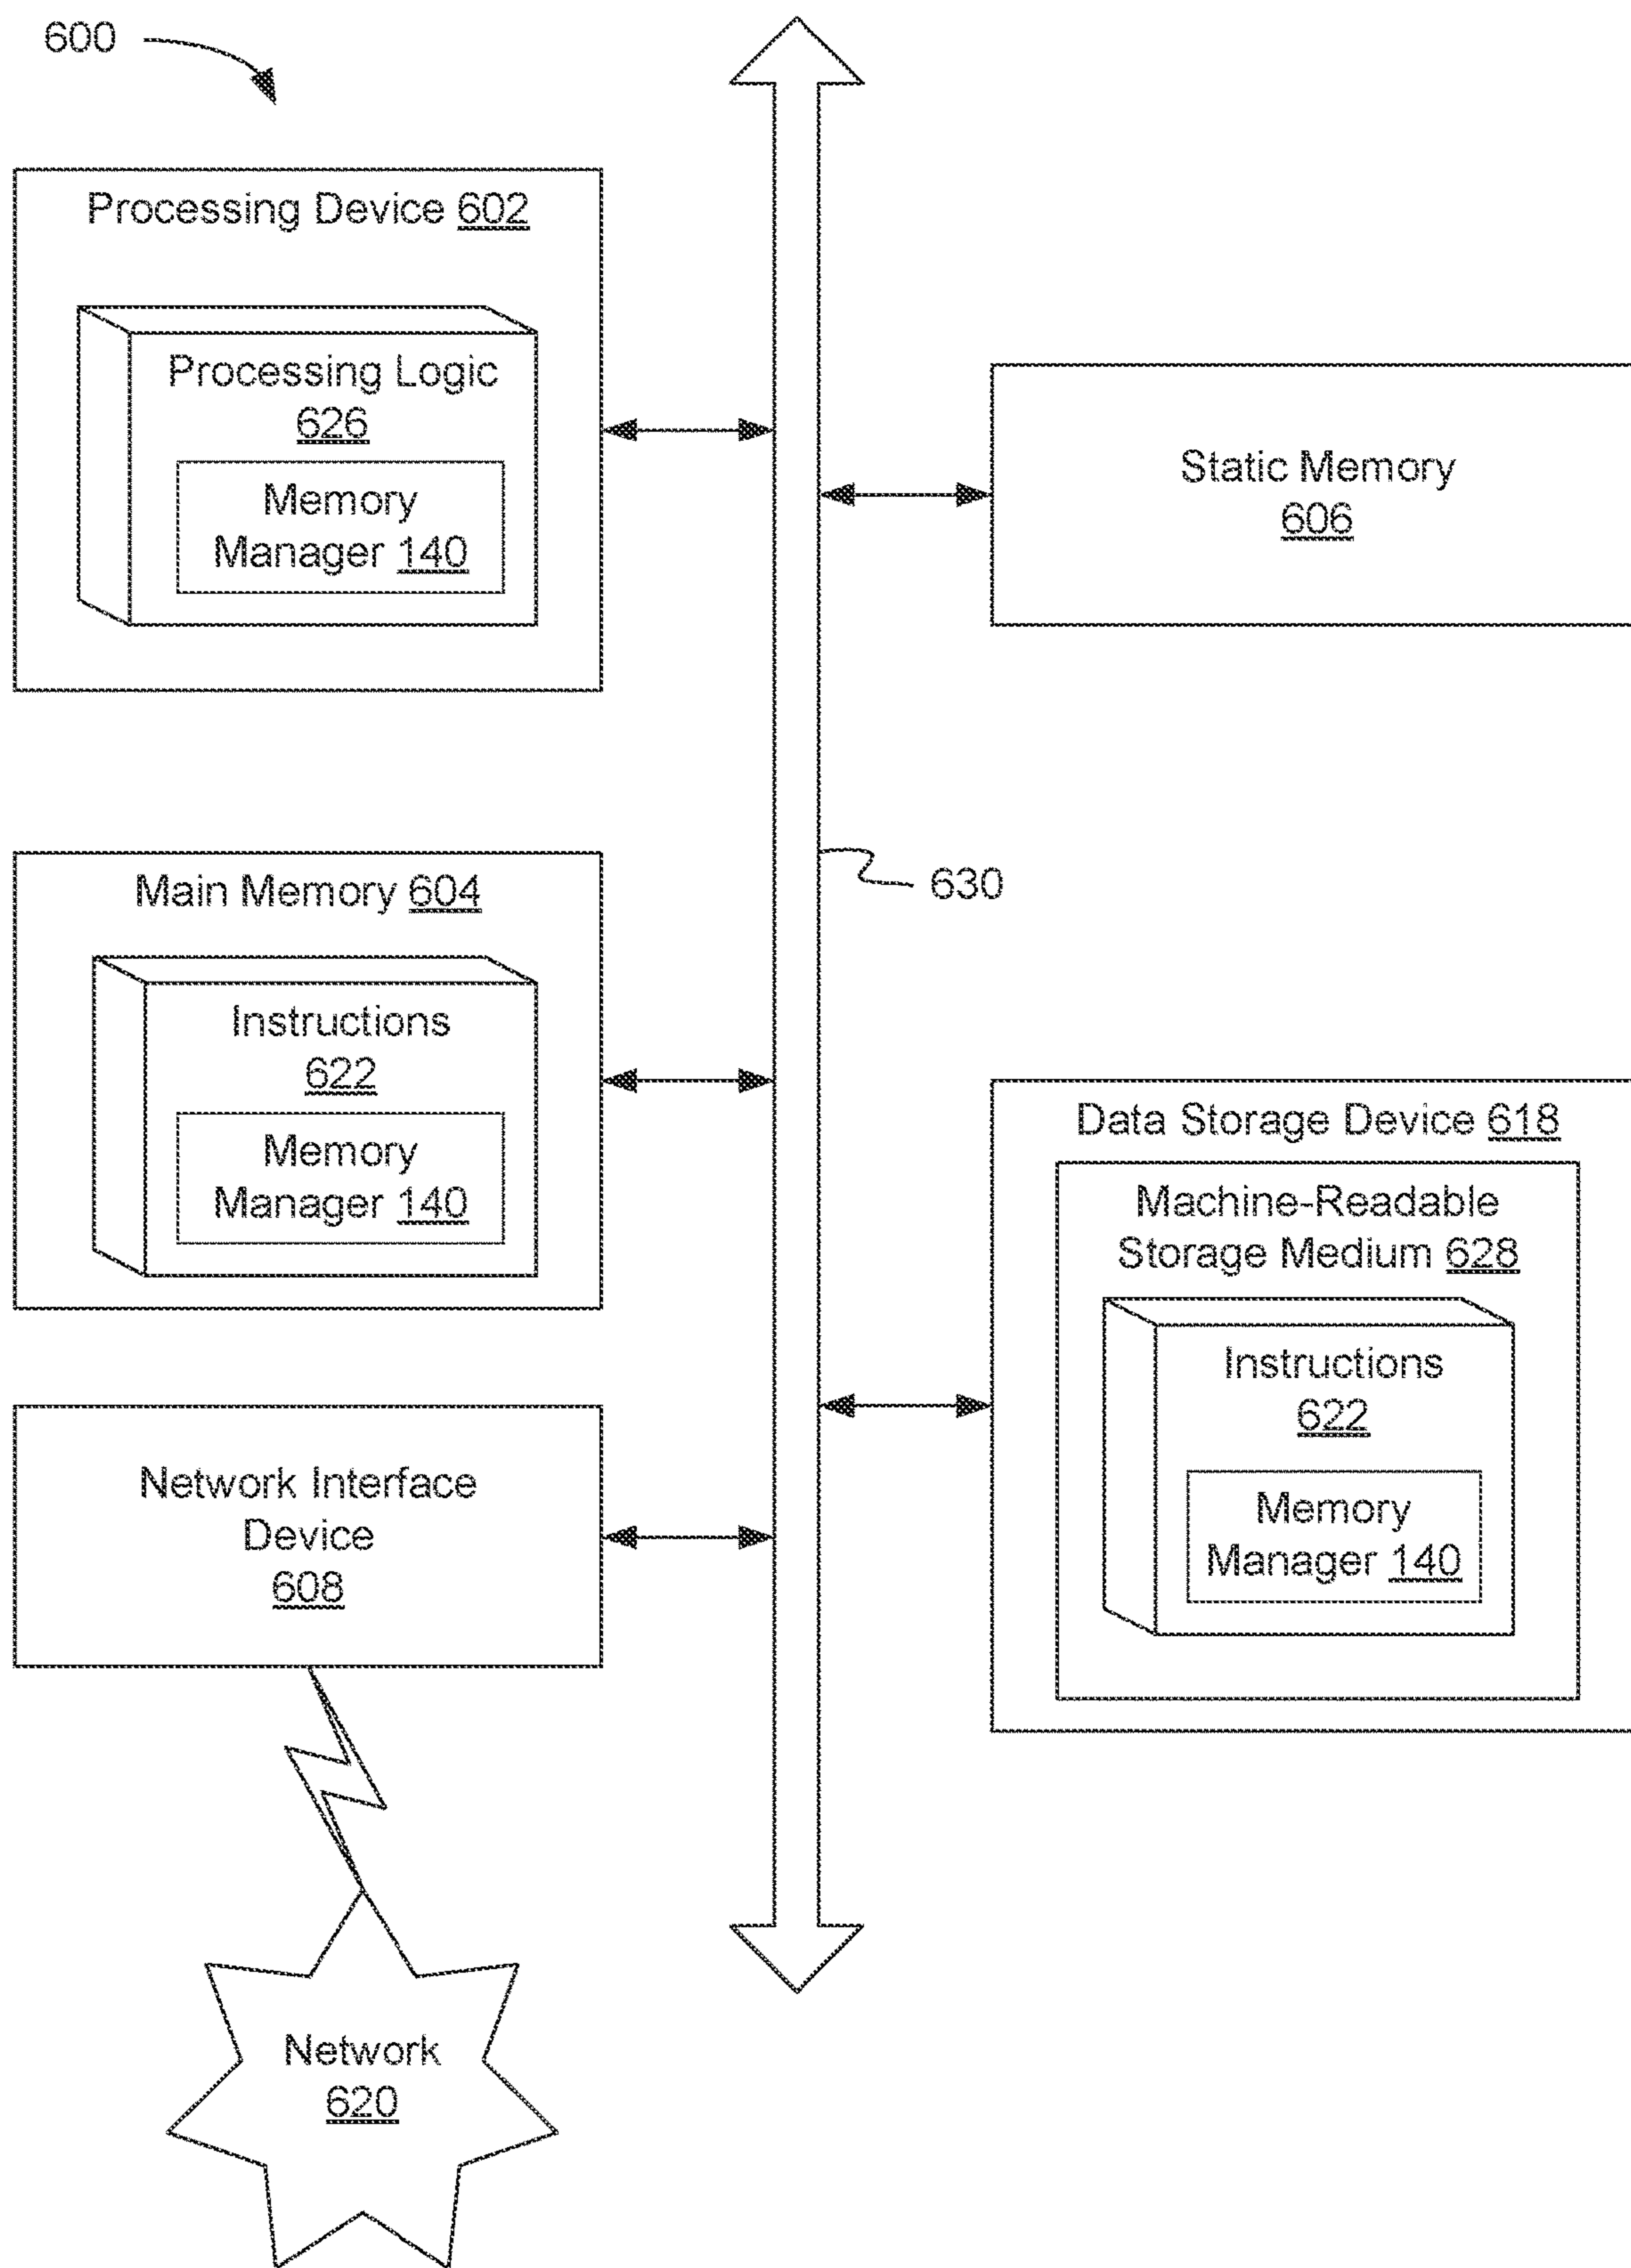 600
Processing Device 602
Processing Logic
626
Memory
Manager 140
Static Memory
606
630
Main Memory 604
Instructions
622
Memory
Manager 140
Data Storage Device 618
Machine-Readable
Storage Medium 628
Instructions
622
Memory
Manager 140
Network Interface
Device
608
Network
620